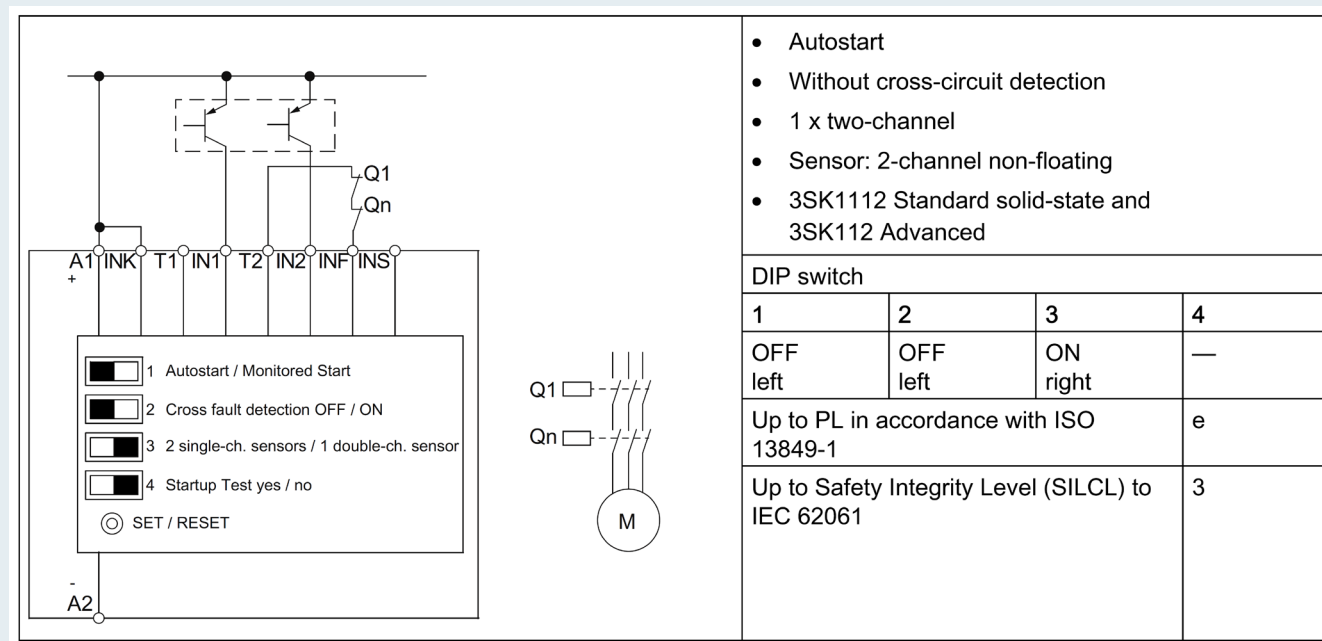 Q1
Qn
A1 INK T1 IN1 T2 IN2 INF INS
+
1 Autostart / Monitored Start
2 Cross fault detection OFF / ON
3 2 single-ch. sensors / 1 double-ch. sensor
4 Startup Test yes / no
SET / RESET
-
A2
Q1
Qn
M
• Autostart
• Without cross-circuit detection
• 1 x two-channel
• Sensor: 2-channel non-floating
• 3SK1112 Standard solid-state and
3SK112 Advanced
DIP switch
1 2 3 4
OFF OFF ON —
left left right
Up to PL in accordance with ISO e
13849-1
Up to Safety Integrity Level (SILCL) to 3
IEC 62061